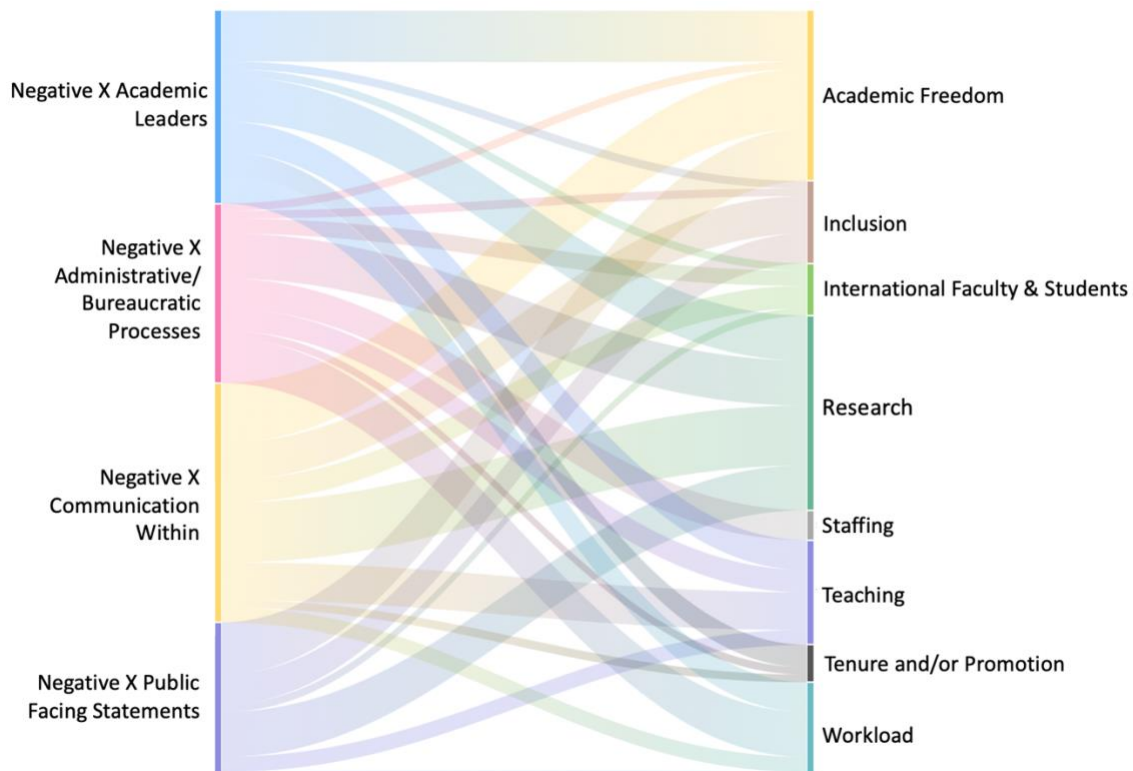 Negative X Academic
Leaders
Negative X
Administrative/
Bureaucratic
Processes
Negative X
Communication
Within
Negative X Public
Facing Statements
Academic Freedom
Inclusion
International Faculty & Students
Research
Staffing
Teaching
Tenure and/or Promotion
Workload